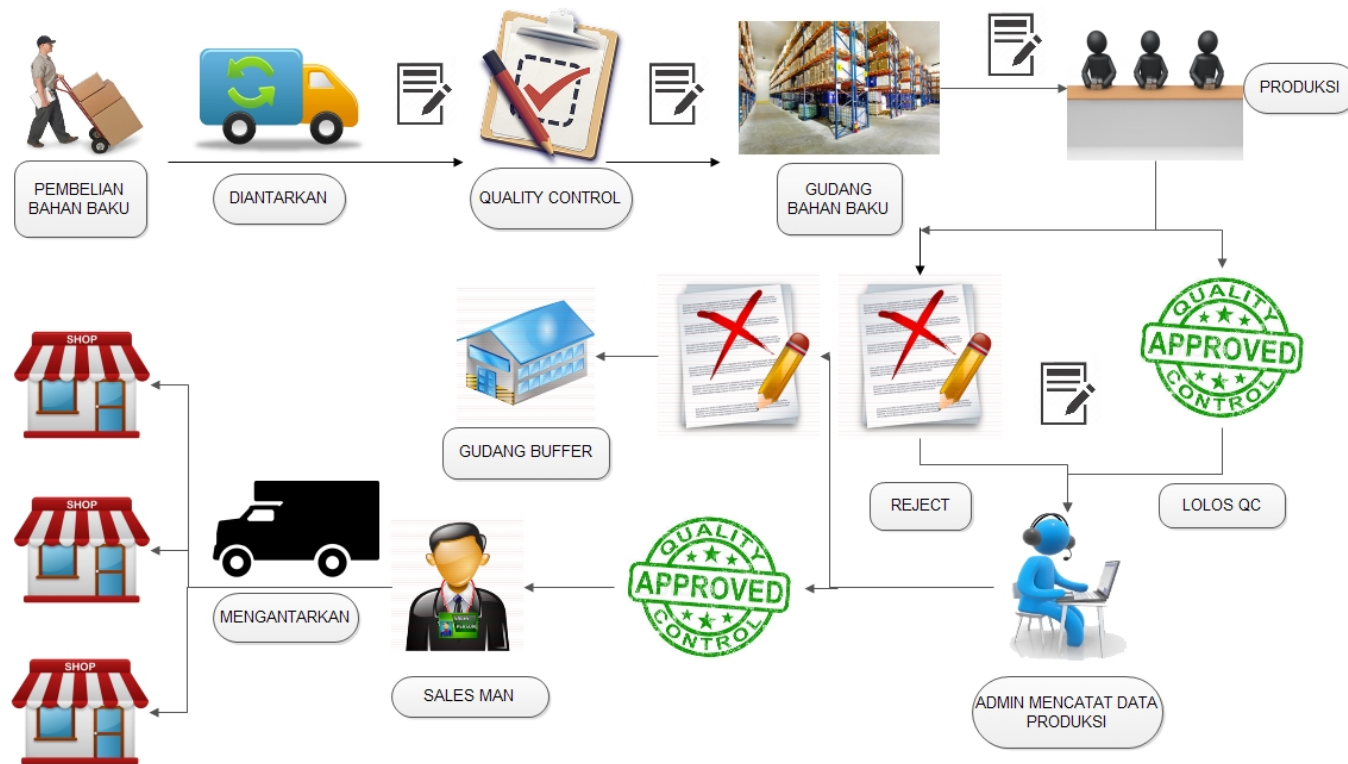 PEMBELIAN
BAHAN BAKU
DIANTARKAN
QUALITY CONTROL
GUDANG
BAHAN BAKU
PRODUKSI
QUALITY
APPROVED
CONTROL
GUDANG BUFFER
REJECT
LOLOS QC
SHOP
SHOP
SHOP
MENGANTARKAN
SALES MAN
QUALITY
APPROVED
CONTROL
ADMIN MENCATAT DATA
PRODUKSI